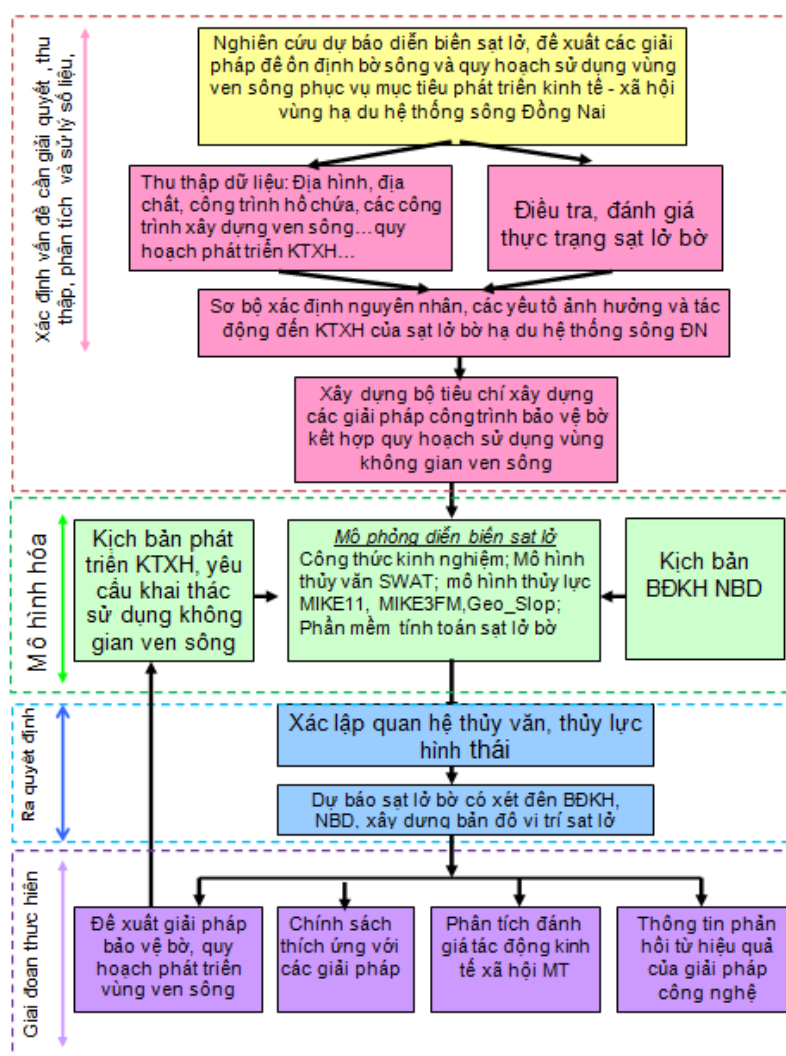 Xác định vấn đề cần giải quyết ,thu
thập, phân tích và sử lý số liệu,
Nghiên cứu dự báo diễn biến sạt lở, đề xuất các giải
pháp để ổn định bờ sông và quy hoạch sử dụng vùng
ven sông phục vụ mục tiêu phát triển kinh tế - xã hội
vùng hạ du hệ thống sông Đồng Nai
Thu thập dữ liệu: Địa hình, địa
chất, công trình hồ chứa, các công
trình xây dựng ven sông...quy
hoạch phát triển KTXH...
Điều tra, đánh giá
thực trạng sạt lở bờ
Sơ bộ xác định nguyên nhân, các yếu tố ảnh hưởng và tác
động đến KTXH của sạt lở bờ hạ du hệ thống sông ĐN
Xây dựng bộ tiêu chí xây dựng
các giải pháp công trình bảo vệ bờ
kết hợp quy hoạch sử dụng vùng
không gian ven sông
Mô hình hóa
Kịch bản phát
triển KTXH, yêu
cầu khai thác
sử dụng không
gian ven sông
Mô phỏng diễn biến sạt lở
Công thức kinh nghiệm; Mô hình
thủy văn SWAT; mô hình thủy lực
MIKE11, MIKE3FM,Geo_Slop;
Phần mềm tính toán sạt lở bờ
Kịch bản
BĐKH NBD
Ra quyết định
Xác lập quan hệ thủy văn, thủy lực
hình thái
Dự báo sạt lở bờ có xét đến BĐKH,
NBD, xây dựng bản đồ vị trí sạt lở
Giai đoạn thực hiện
Đề xuất giải pháp
bảo vệ bờ, quy
hoạch phát triển
vùng ven sông
Chính sách
thích ứng với
các giải pháp
Phân tích đánh
giá tác động kinh
tế xã hội MT
Thông tin phản
hồi từ hiệu quả
của giải pháp
công nghệ